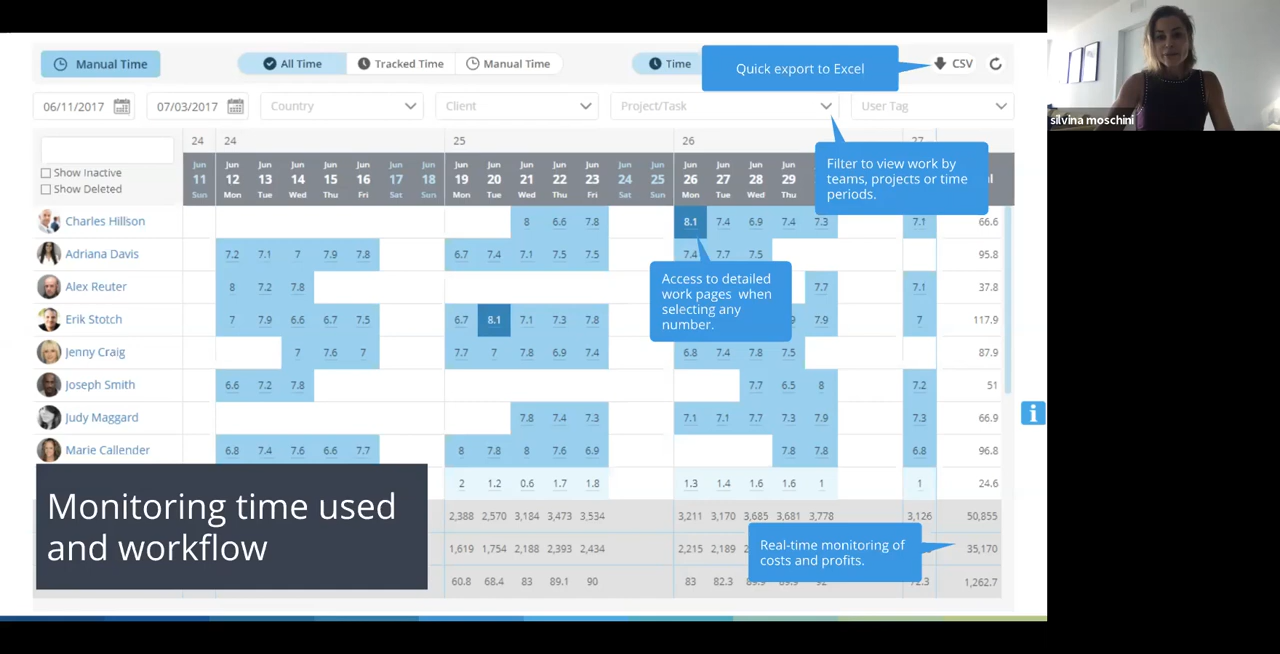 Manual Time
All Time
Tracked Time
Manual Time
Time
Quick export to Excel
CSV
06/11/2017
07/03/2017
Country
Client
Project/Task
User Tag
24 24 25 26 27
Show Inactive
Show Deleted
Jun Jun Jun Jun Jun Jun Jun Jun Jun Jun Jun Jun Jun Jun Jun Jun Jun Jun Jun
11 12 13 14 15 16 17 18 19 20 21 22 23 24 25 26 27 28 29
Sun Mon Tue Wed Thu Fri Sat Sun Mon Tue Wed Thu Fri Sat Sun Mon Tue Wed Thu
Filter to view work by
teams, projects or time
periods.
Charles Hillson 8 6.6 7.8 8.1 7.4 6.9 7.4 7.3 7.1 66.6
Adriana Davis 7.2 7.1 7 7.9 7.8 6.7 7.4 7.1 7.5 7.5 7.4 7.7 7.5 95.8
Alex Reuter 8 7.2 7.8 7.7 7.1 37.8
Erik Stotch 7 7.9 6.6 6.7 7.5 6.7 8.1 7.1 7.3 7.8 7.9 7 117.9
Jenny Craig 7 7.6 7 7.7 7 7.8 6.9 7.4 6.8 7.4 7.8 7.5 87.9
Joseph Smith 6.6 7.2 7.8 7.7 6.5 8 7.2 51
Judy Maggard 7.8 7.4 7.3 7.1 7.1 7.7 7.3 7.9 7.3 66.9
Marie Callender 6.8 7.4 7.6 6.6 7.7 8 7.8 8 7.6 6.9 7.8 7.8 6.8 96.8
Access to detailed
work pages when
selecting any
number.
2 1.2 0.6 1.7 1.8 1.3 1.4 1.6 1.6 1 1 24.6
2,388 2,570 3,184 3,473 3,534 3,211 3,170 3,685 3,681 3,778 3,126 50,855
1,619 1,754 2,188 2,393 2,434 2,215 2,189 35,170
60.8 68.4 83 89.1 90 83 82.3 1,262.7
Real-time monitoring of
costs and profits.
Monitoring time used
and workflow
i
silvina moschini